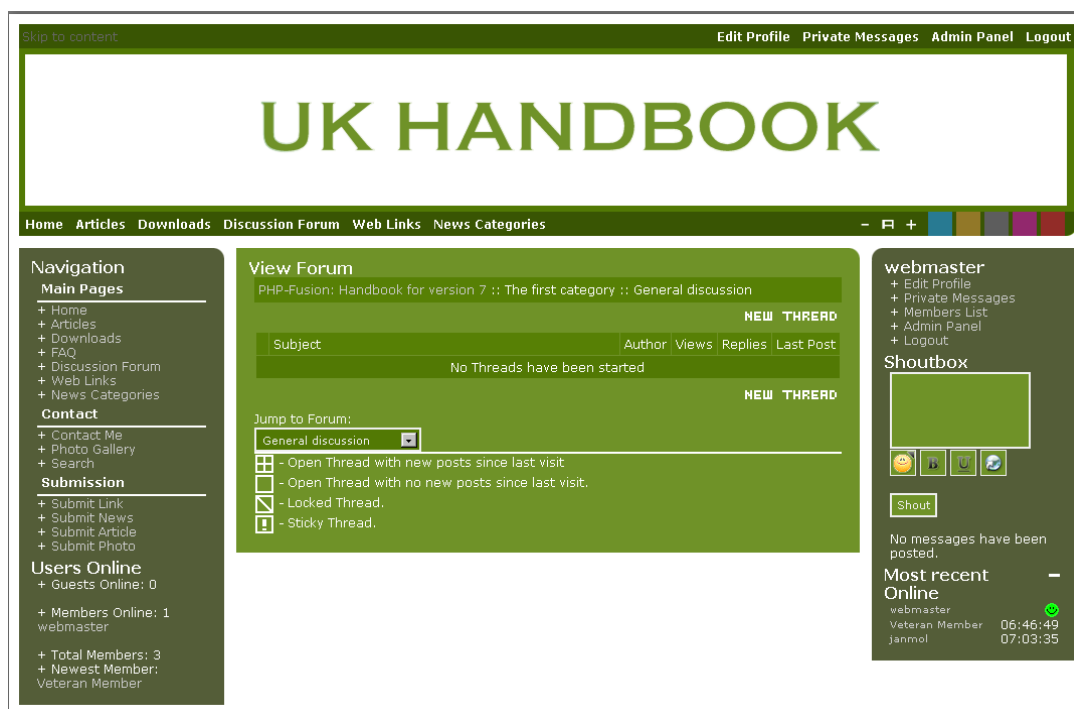 Skip to content
Edit Profile Private Messages Admin Panel Logout
UK HANDBOOK
Home Articles Downloads Discussion Forum Web Links News Categories
- A +
Navigation
Main Pages
+ Home
+ Articles
+ Downloads
+ FAQ
+ Discussion Forum
+ Web Links
+ News Categories
Contact
+ Contact Me
+ Photo Gallery
+ Search
Submission
+ Submit Link
+ Submit News
+ Submit Article
+ Submit Photo
Users Online
+ Guests Online: 0
+ Members Online: 1
webmaster
+ Total Members: 3
+ Newest Member:
Veteran Member
View Forum
PHP-Fusion: Handbook for version 7 :: The first category :: General discussion
NEW THREAD
Subject Author Views Replies Last Post
No Threads have been started
NEW THREAD
Jump to Forum:
General discussion
- Open Thread with new posts since last visit
- Open Thread with no new posts since last visit.
- Locked Thread.
- Sticky Thread.
webmaster
+ Edit Profile
+ Private Messages
+ Members List
+ Admin Panel
+ Logout
Shoutbox
B U
Shout
No messages have been
posted.
Most recent
Online
webmaster
Veteran Member 06:46:49
janmol 07:03:35